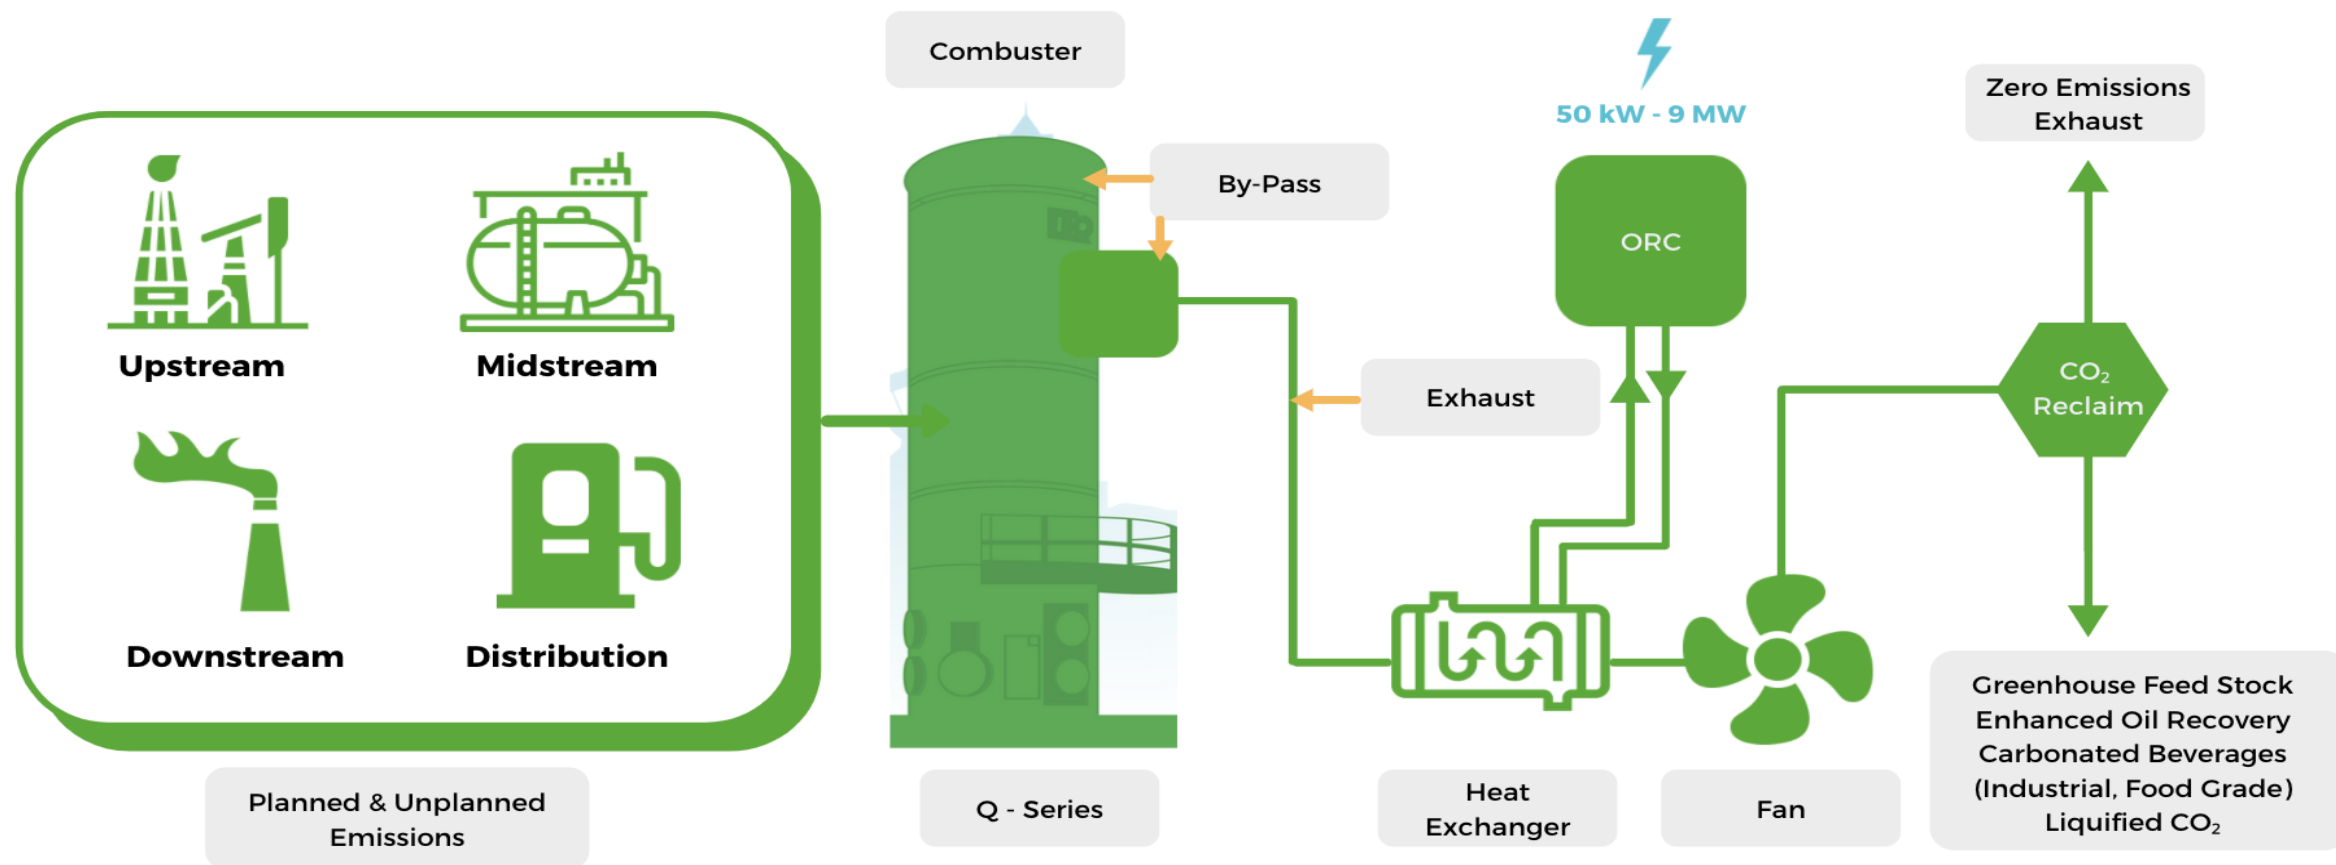 Combuster
50 kW - 9 MW
Zero Emissions
Exhaust
By-Pass
ORC
Upstream
Midstream
Exhaust
CO₂
Reclaim
Downstream
Distribution
Planned & Unplanned
Emissions
Q - Series
Heat
Exchanger
Fan
Greenhouse Feed Stock
Enhanced Oil Recovery
Carbonated Beverages
(Industrial, Food Grade)
Liquified CO₂